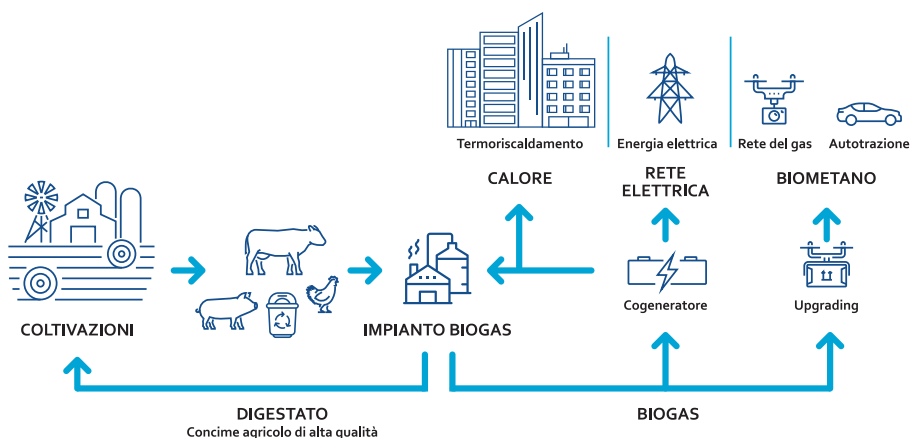 Termoriscaldamento
Energia elettrica
Rete del gas
Autotrazione
CALORE
RETE
ELETTRICA
BIOMETANO
Cogeneratore
Upgrading
COLTIVAZIONI
IMPIANTO BIOGAS
DIGESTATO
Concime agricolo di alta qualità
BIOGAS